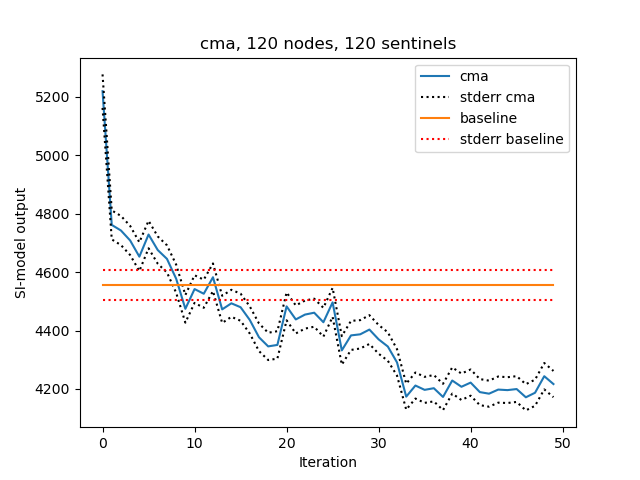 cma, 120 nodes, 120 sentinels
cma
stderr cma
baseline
stderr baseline
SI-model output
5200
5000
4800
4600
4400
4200
0
10
20
30
40
50
Iteration